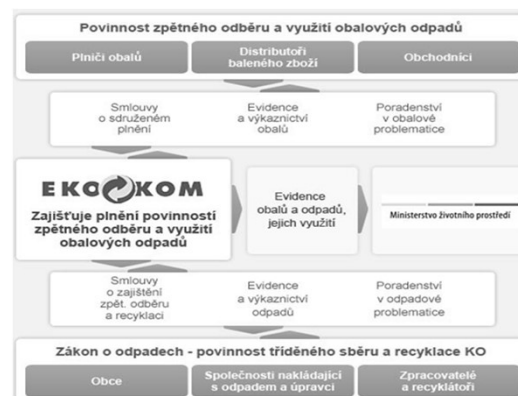 Povinnost zpětného odběru a využití obalových odpadů
Plniči obalů
Distributoři
baleného zboží
Obchodníci
Smlouvy
o sdruženém
plnění
Evidence
a výkaznictví
obalů
Poradenství
v obalové
problematice
EKO KOM
Zajišťuje plnění povinností
zpětného odběru a využití
obalových odpadů
Evidence
obalů a odpadů,
jejich využití
Ministerstvo životního prostředí
Smlouvy
o zajištění
zpět. odběru
a recyklaci
Evidence
a výkaznictví
odpadů
Poradenství
v odpadové
problematice
Zákon o odpadech - povinnost tříděného sběru a recyklace KO
Obce
Společnosti nakládající
s odpadem a úpravci
Zpracovatelé
a recyklátoři